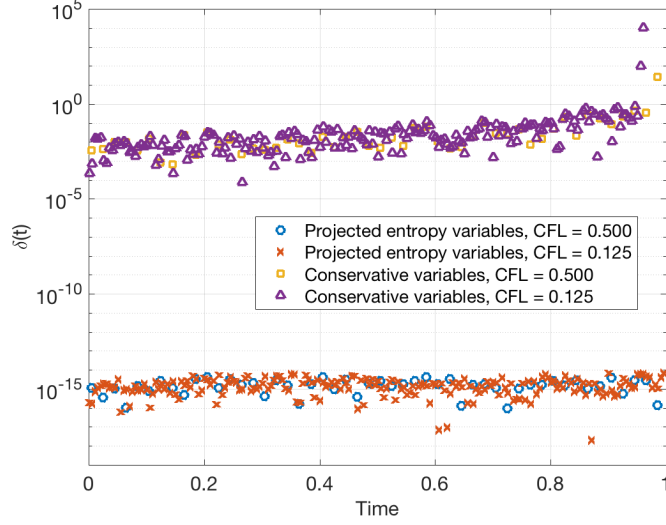 10^5
10^0
10^-5
10^-10
10^-15
δ(t)
Projected entropy variables, CFL = 0.500
Projected entropy variables, CFL = 0.125
Conservative variables, CFL = 0.500
Conservative variables, CFL = 0.125
0 0.2 0.4 0.6 0.8 1
Time